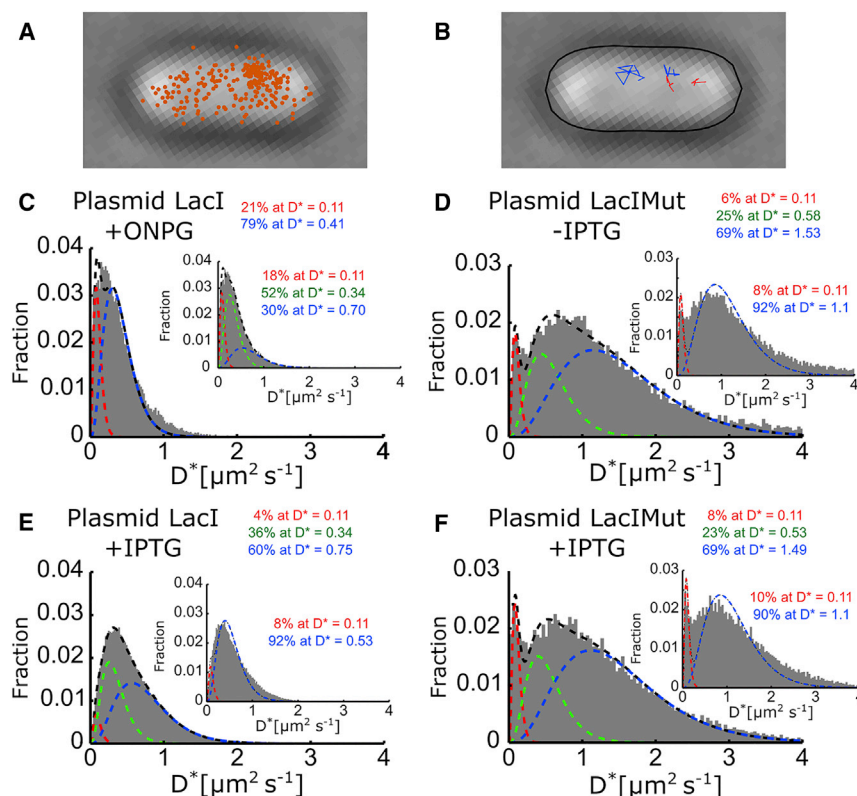 A
B
C
Plasmid LacI
+ONPG
21% at D* = 0.11
79% at D* = 0.41
0.04
0.03
0.02
0.01
0
Fraction
0 1 2 3 4
D*[µm² s⁻¹]
18% at D* = 0.11
52% at D* = 0.34
30% at D* = 0.70
0.04
0.03
0.02
0.01
0
Fraction
0 1 2 3 4
D*[µm² s⁻¹]
D
Plasmid LacIMut
-IPTG
6% at D* = 0.11
25% at D* = 0.58
69% at D* = 1.53
0.03
0.02
0.01
0
Fraction
0 1 2 3 4
D*[µm² s⁻¹]
8% at D* = 0.11
92% at D* = 1.1
0.03
0.02
0.01
0
Fraction
0 1 2 3 4
D*[µm² s⁻¹]
E
Plasmid LacI
+IPTG
4% at D* = 0.11
36% at D* = 0.34
60% at D* = 0.75
0.04
0.03
0.02
0.01
0
Fraction
0 1 2 3 4
D*[µm² s⁻¹]
8% at D* = 0.11
92% at D* = 0.53
0.04
0.03
0.02
0.01
0
Fraction
0 1 2 3 4
D*[µm² s⁻¹]
F
Plasmid LacIMut
+IPTG
8% at D* = 0.11
23% at D* = 0.53
69% at D* = 1.49
0.03
0.02
0.01
0
Fraction
0 1 2 3 4
D*[µm² s⁻¹]
10% at D* = 0.11
90% at D* = 1.1
0.03
0.02
0.01
0
Fraction
0 1 2 3 4
D*[µm² s⁻¹]